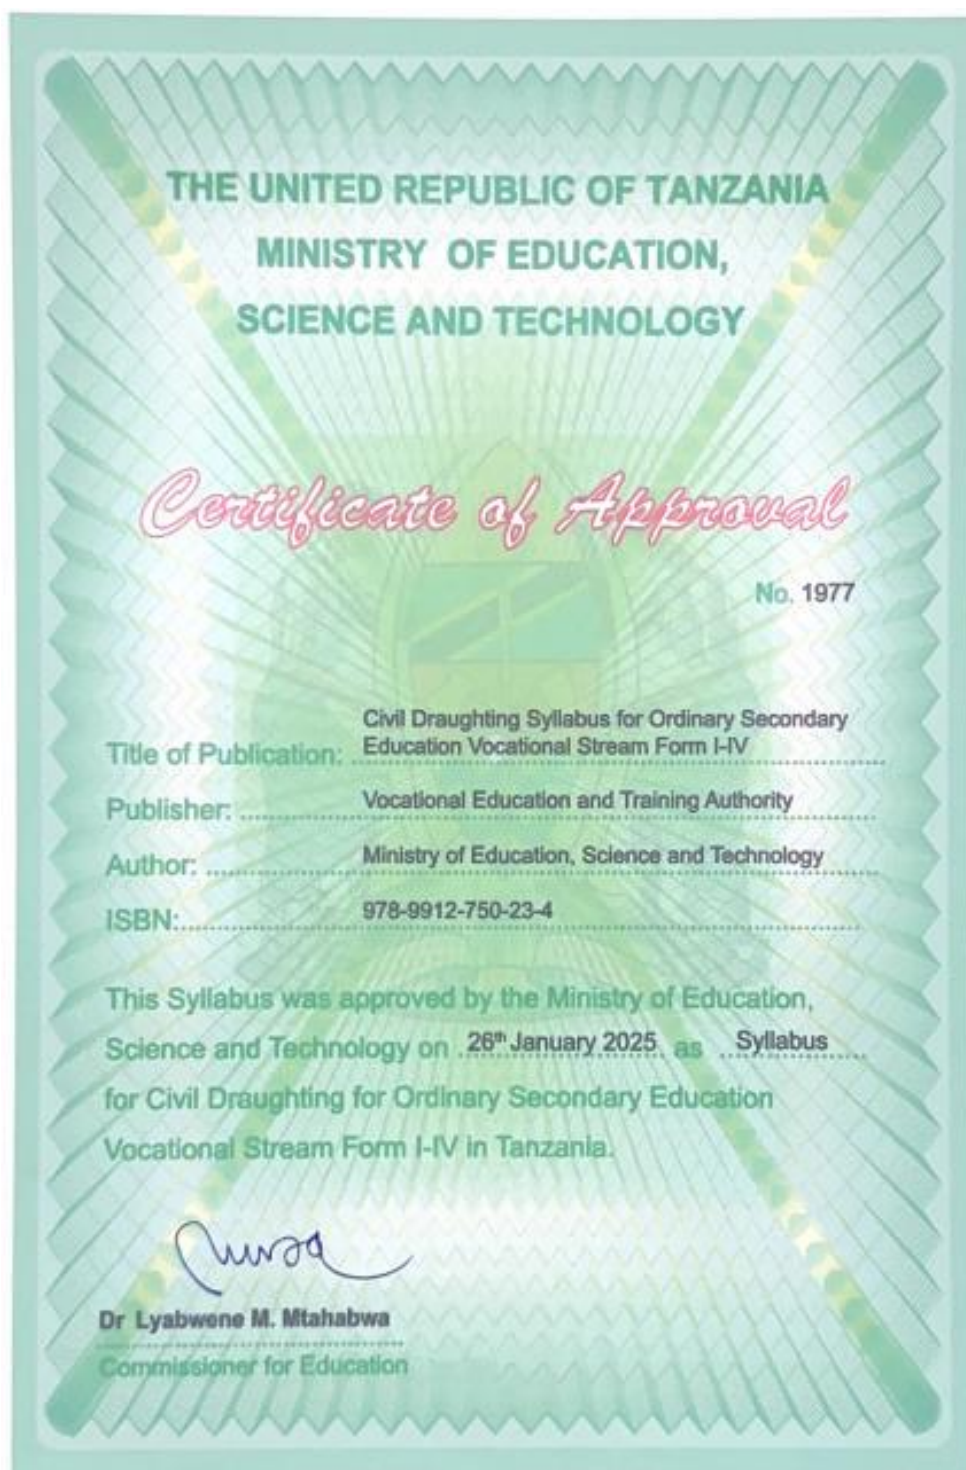 THE UNITED REPUBLIC OF TANZANIA
MINISTRY OF EDUCATION,
SCIENCE AND TECHNOLOGY
Certificate of Approval
No. 1977
Title of Publication: Civil Draughting Syllabus for Ordinary Secondary
Education Vocational Stream Form I-IV
Publisher: Vocational Education and Training Authority
Author: Ministry of Education, Science and Technology
ISBN: 978-9912-750-23-4
This Syllabus was approved by the Ministry of Education,
Science and Technology on 26th January 2025 as Syllabus
for Civil Draughting for Ordinary Secondary Education
Vocational Stream Form I-IV in Tanzania.
Dr Lyabwene M. Mtahabwa
Commissioner for Education